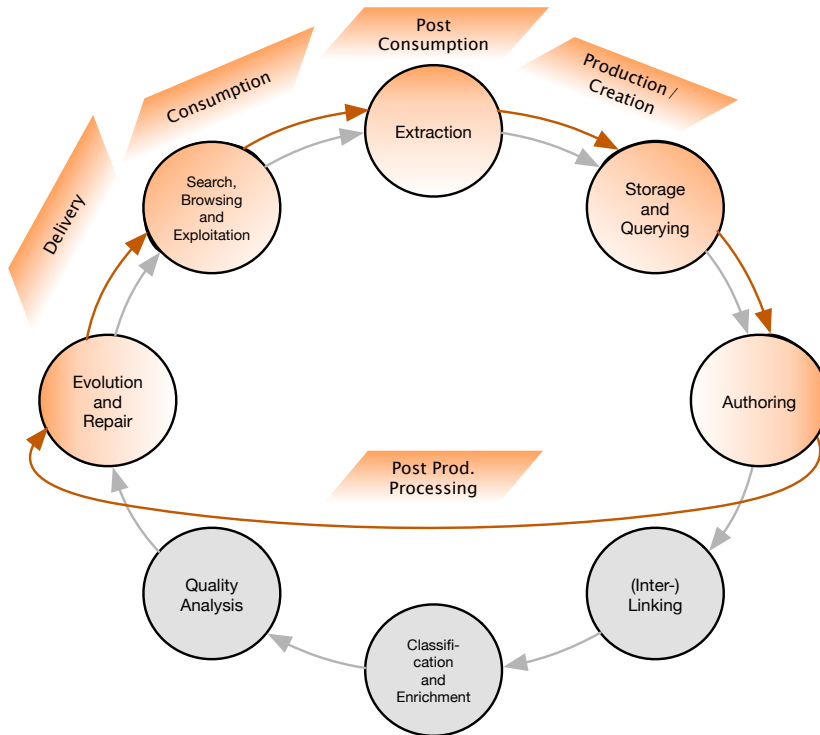 Post
Consumption
Production /
Creation
Consumption
Delivery
Extraction
Search,
Browsing
and
Exploitation
Storage
and
Querying
Evolution
and
Repair
Authoring
Post Prod.
Processing
Quality
Analysis
(Inter-)
Linking
Classifi-
cation
and
Enrichment